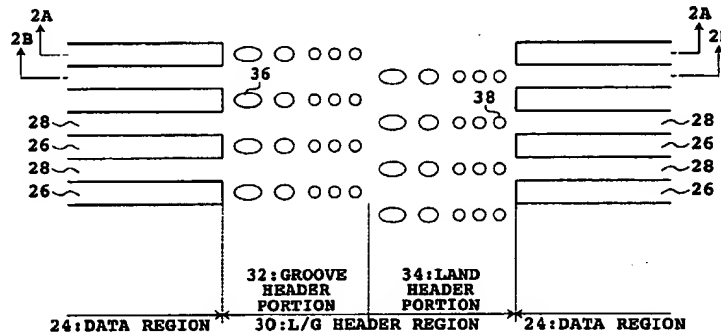 2A
2B
2A
2B
36
38
28
26
28
26
28
26
28
26
32:GROOVE
HEADER
PORTION
34:LAND
HEADER
PORTION
24:DATA REGION
30:L/G HEADER REGION
24:DATA REGION